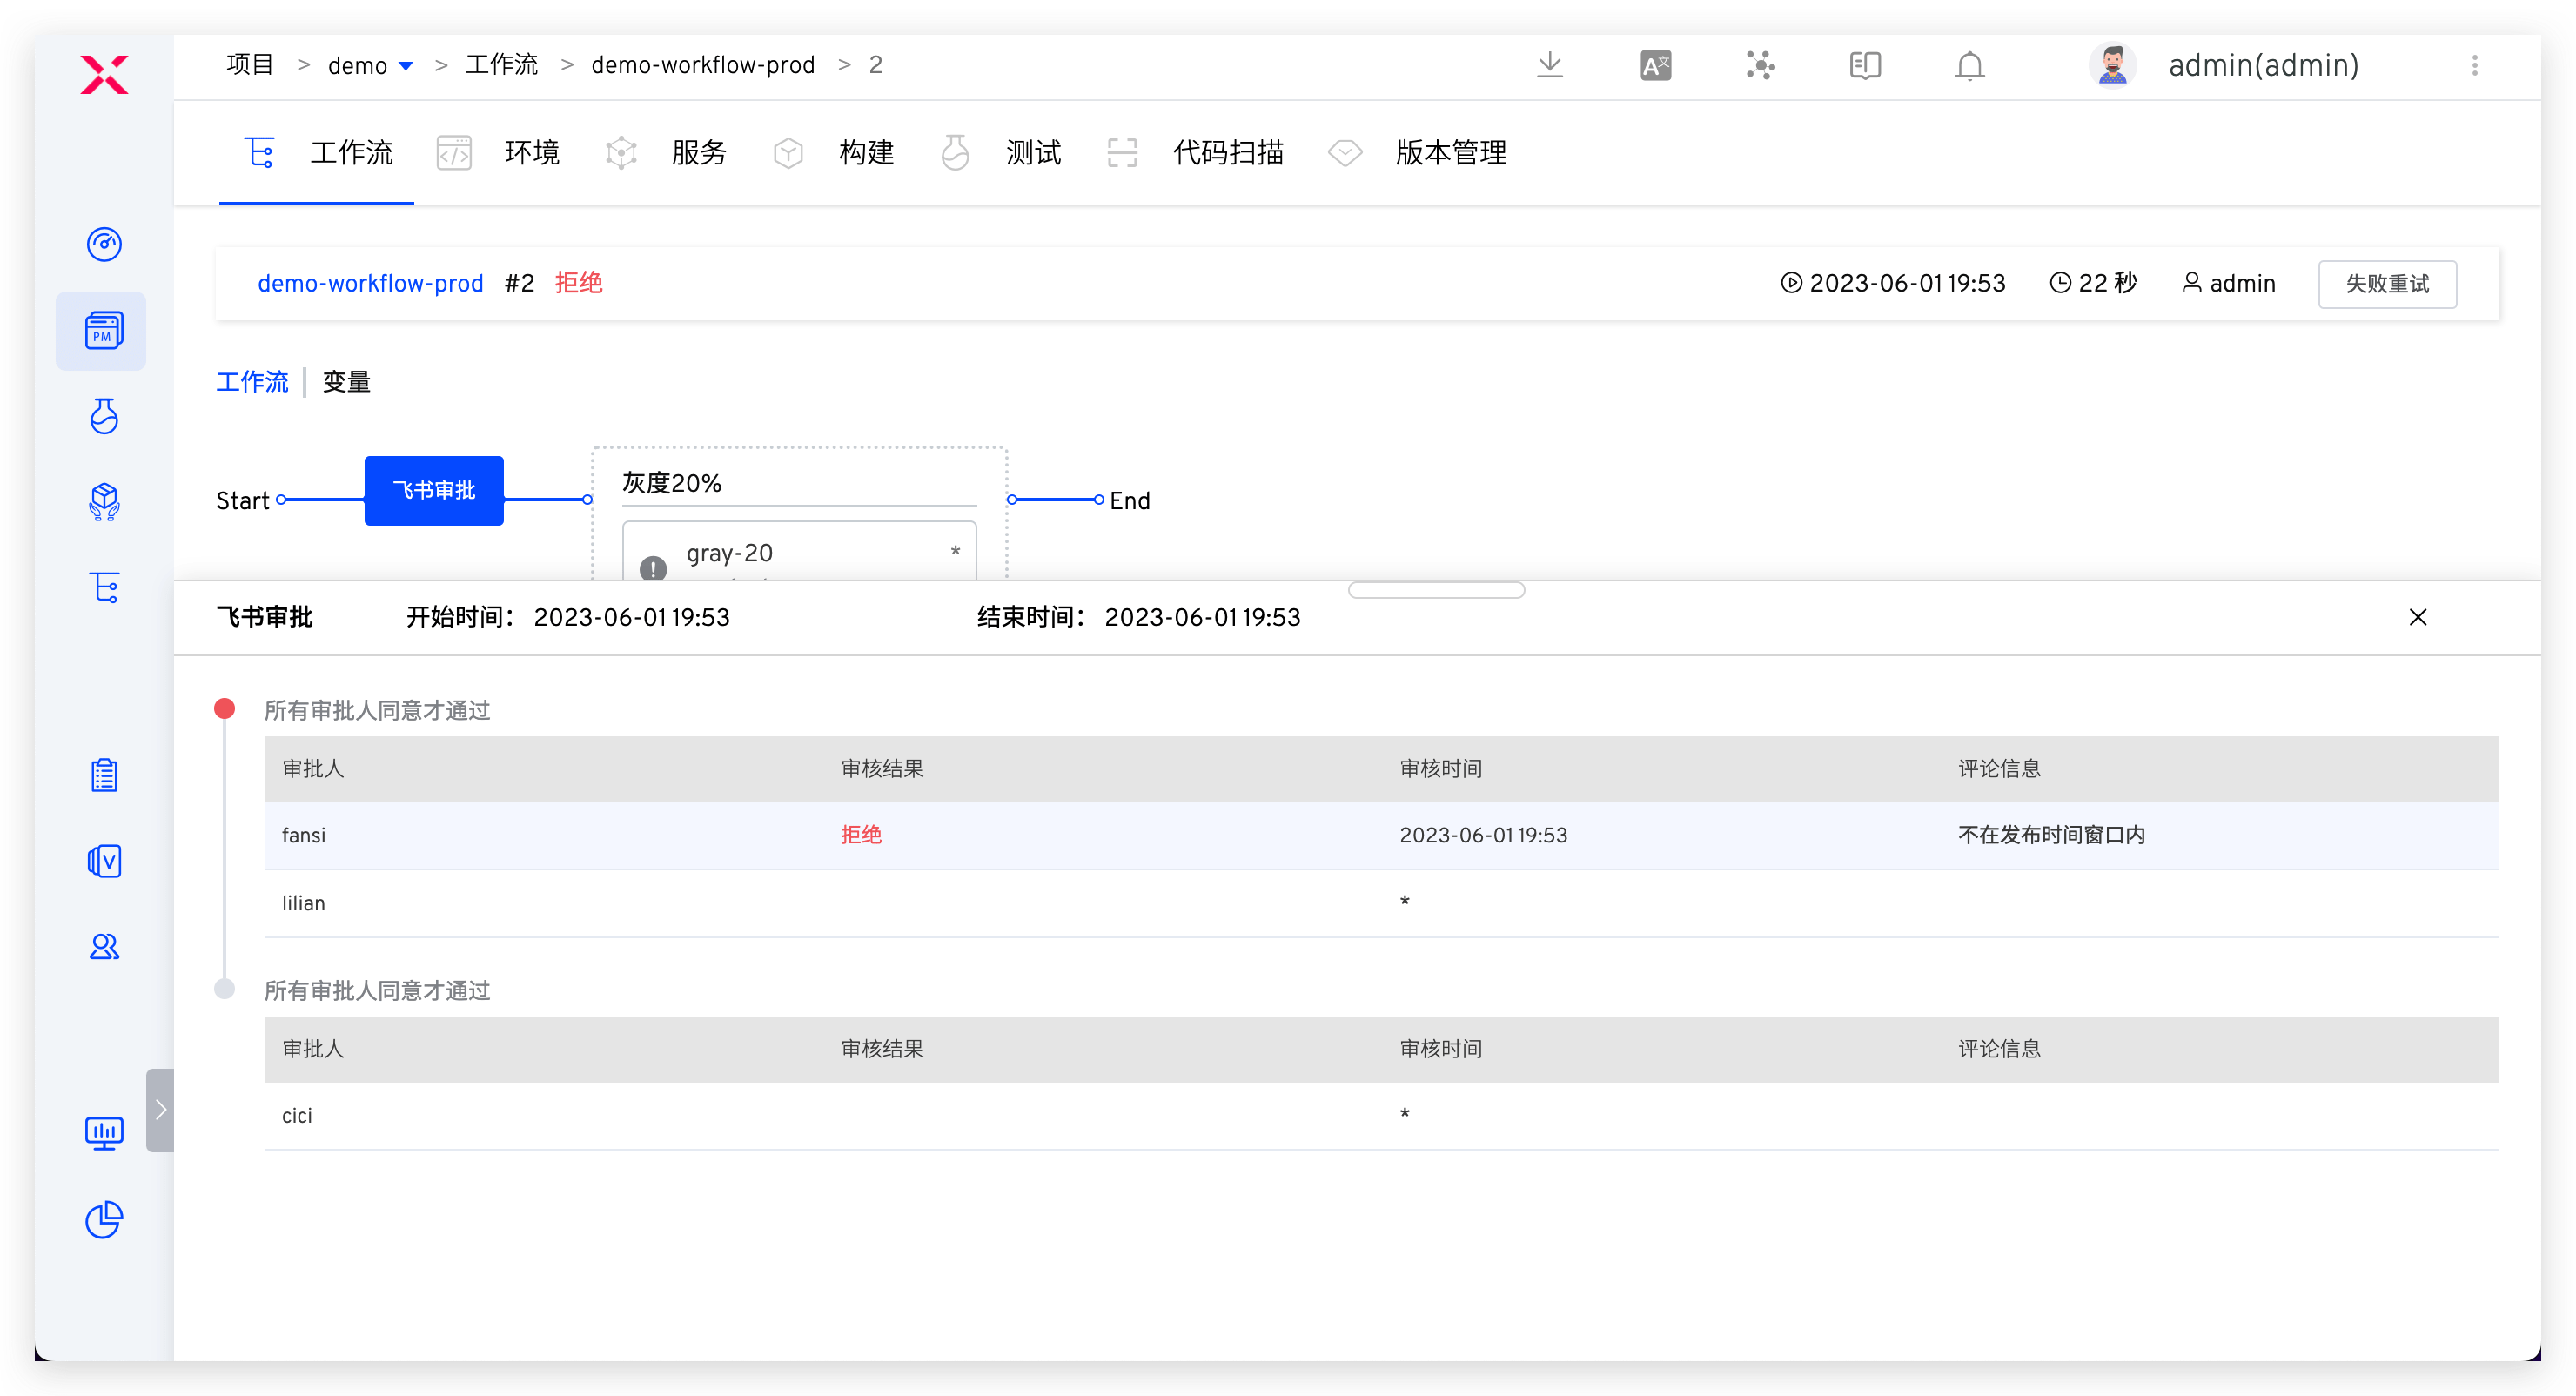 项目 > demo > 工作流 > demo-workflow-prod > 2
A文
admin(admin)
工作流 环境 服务 构建 测试 代码扫描 版本管理
PM
demo-workflow-prod #2 拒绝
2023-06-01 19:53 22 秒 admin 失败重试
工作流 | 变量
Start 飞书审批 灰度20% End
gray-20 *
飞书审批 开始时间: 2023-06-01 19:53 结束时间: 2023-06-01 19:53
所有审批人同意才通过
审批人 审核结果 审核时间 评论信息
fansi 拒绝 2023-06-01 19:53 不在发布时间窗口内
lilian *
V
所有审批人同意才通过
审批人 审核结果 审核时间 评论信息
cici *